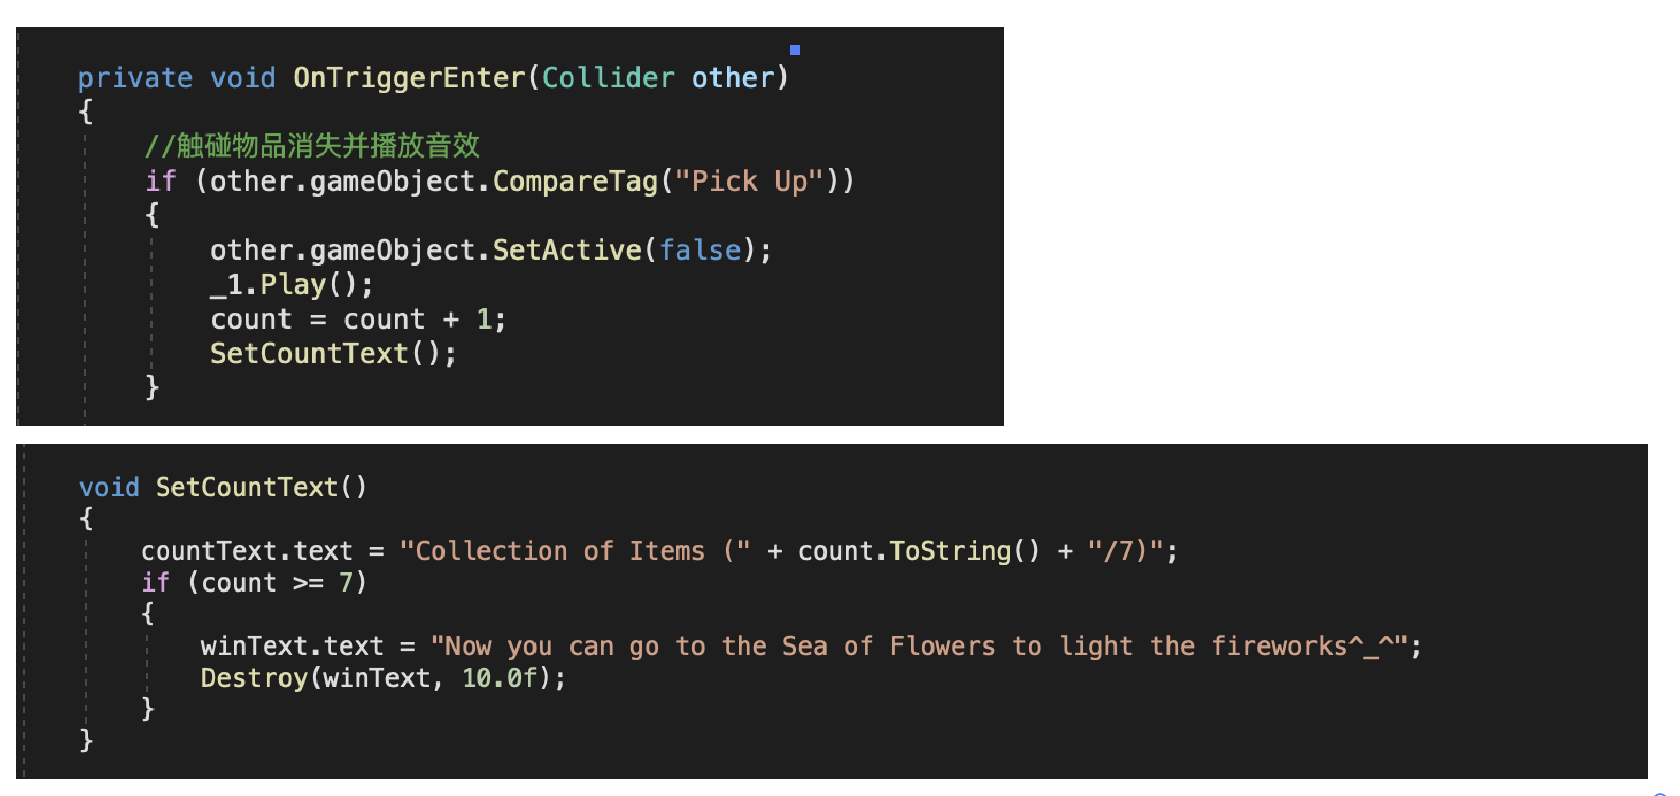 private void OnTriggerEnter(Collider other)
{
//触碰物品消失并播放音效
if (other.gameObject.CompareTag("Pick Up"))
{
other.gameObject.SetActive(false);
_1.Play();
count = count + 1;
SetCountText();
}
void SetCountText()
{
countText.text = "Collection of Items (" + count.ToString() + "/7)";
if (count >= 7)
{
winText.text = "Now you can go to the Sea of Flowers to light the fireworks^_^";
Destroy(winText, 10.0f);
}
}